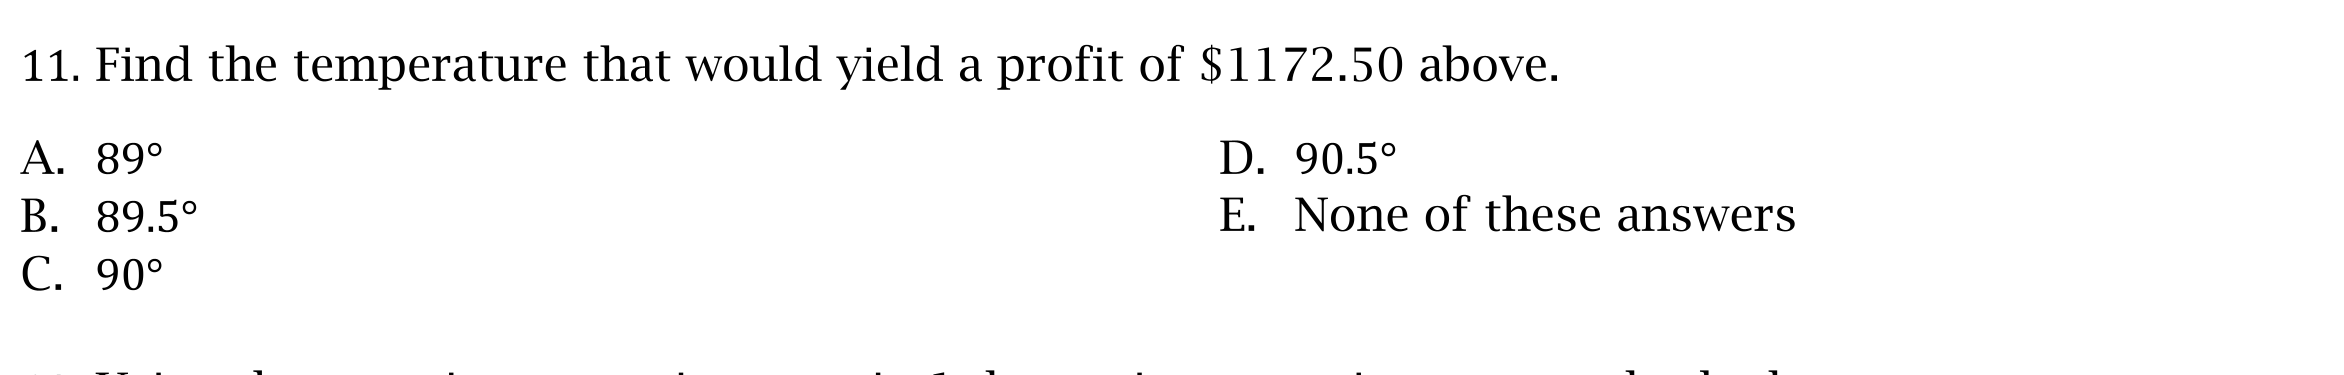 11. Find the temperature that would yield a profit of $1172.50 above.
A. 89°
B. 89.5°
C. 90°
D. 90.5°
E. None of these answers